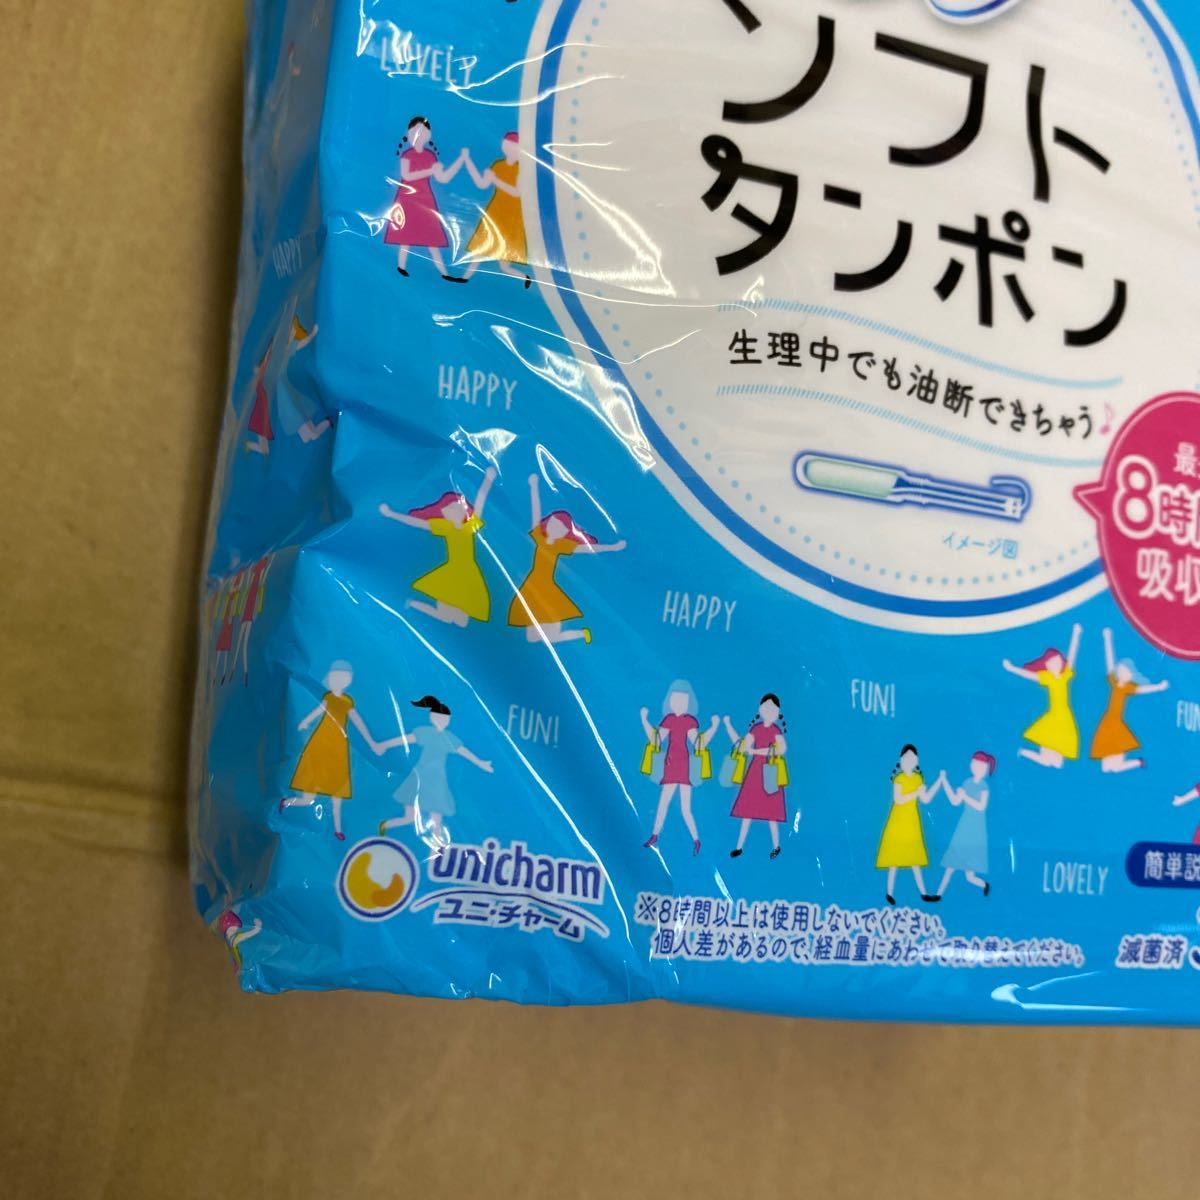 ソフト
タンポン
生理中でも油断できちゃう♪
イメージ図
8時
吸収
LOVELY
HAPPY
HAPPY
HAPPY
FUN!
FUN!
FUN
LOVELY
簡単説
unicharm
ユニ・チャーム
※8時間以上は使用しないでください。
個人差があるので、経血量にあわせて取り替えてください。
滅菌済